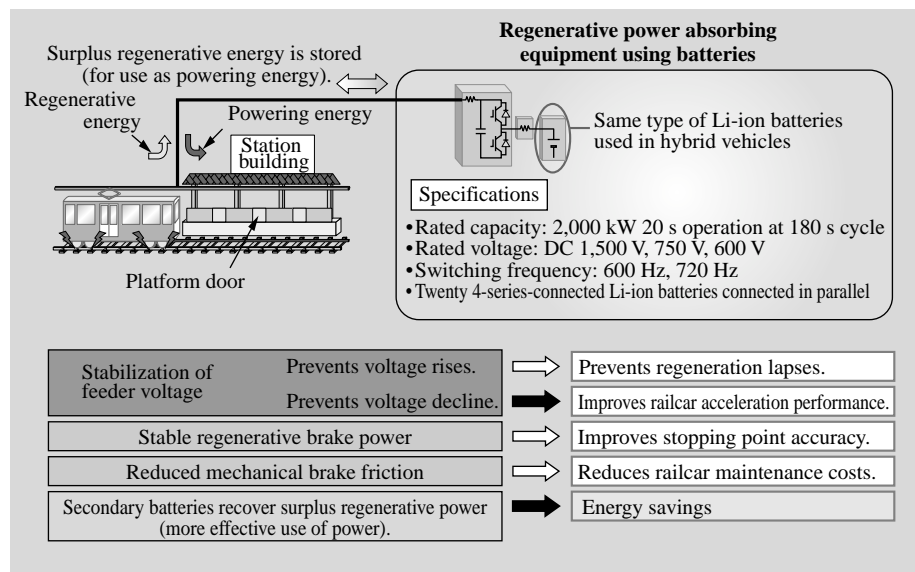 Regenerative power absorbing
equipment using batteries
Surplus regenerative energy is stored
(for use as powering energy).
Regenerative
energy
Powering energy
Station
building
Platform door
Same type of Li-ion batteries
used in hybrid vehicles
Specifications
•Rated capacity: 2,000 kW 20 s operation at 180 s cycle
•Rated voltage: DC 1,500 V, 750 V, 600 V
•Switching frequency: 600 Hz, 720 Hz
•Twenty 4-series-connected Li-ion batteries connected in parallel
Stabilization of
feeder voltage
Prevents voltage rises.
Prevents regeneration lapses.
Prevents voltage decline.
Improves railcar acceleration performance.
Stable regenerative brake power
Improves stopping point accuracy.
Reduced mechanical brake friction
Reduces railcar maintenance costs.
Secondary batteries recover surplus regenerative power
(more effective use of power).
Energy savings